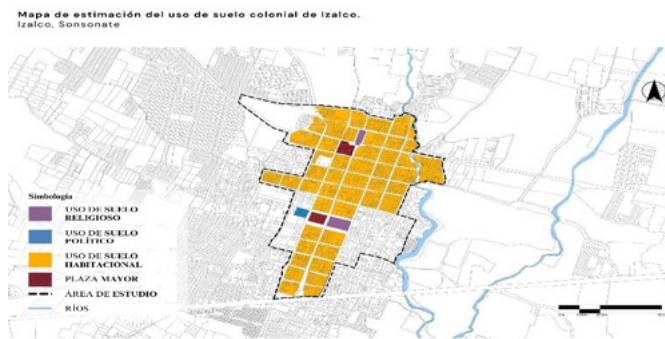 Mapa de estimación del uso de suelo colonial de Izalco.
Izalco, Sonsonate
Simbología
USO DE SUELO
RELIGIOSO
USO DE SUELO
POLÍTICO
USO DE SUELO
HABITACIONAL
PLAZA MAYOR
ÁREA DE ESTUDIO
RÍOS